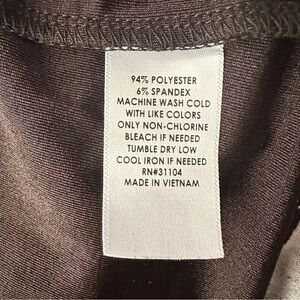 94% POLYESTER
6% SPANDEX
MACHINE WASH COLD
WITH LIKE COLORS
ONLY NON-CHLORINE
BLEACH IF NEEDED
TUMBLE DRY LOW
COOL IRON IF NEEDED
RN#31104
MADE IN VIETNAM